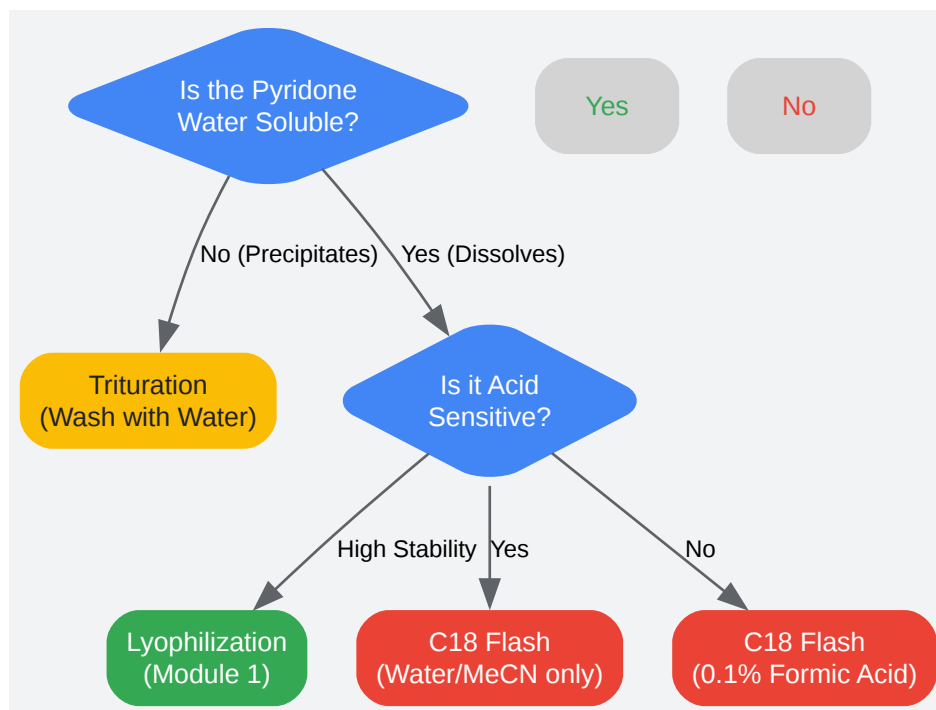 Is the Pyridone
Water Soluble?
Yes
No
No (Precipitates)
Yes (Dissolves)
Trituration
(Wash with Water)
Is it Acid
Sensitive?
High Stability
Yes
No
Lyophilization
(Module 1)
C18 Flash
(Water/MeCN only)
C18 Flash
(0.1% Formic Acid)